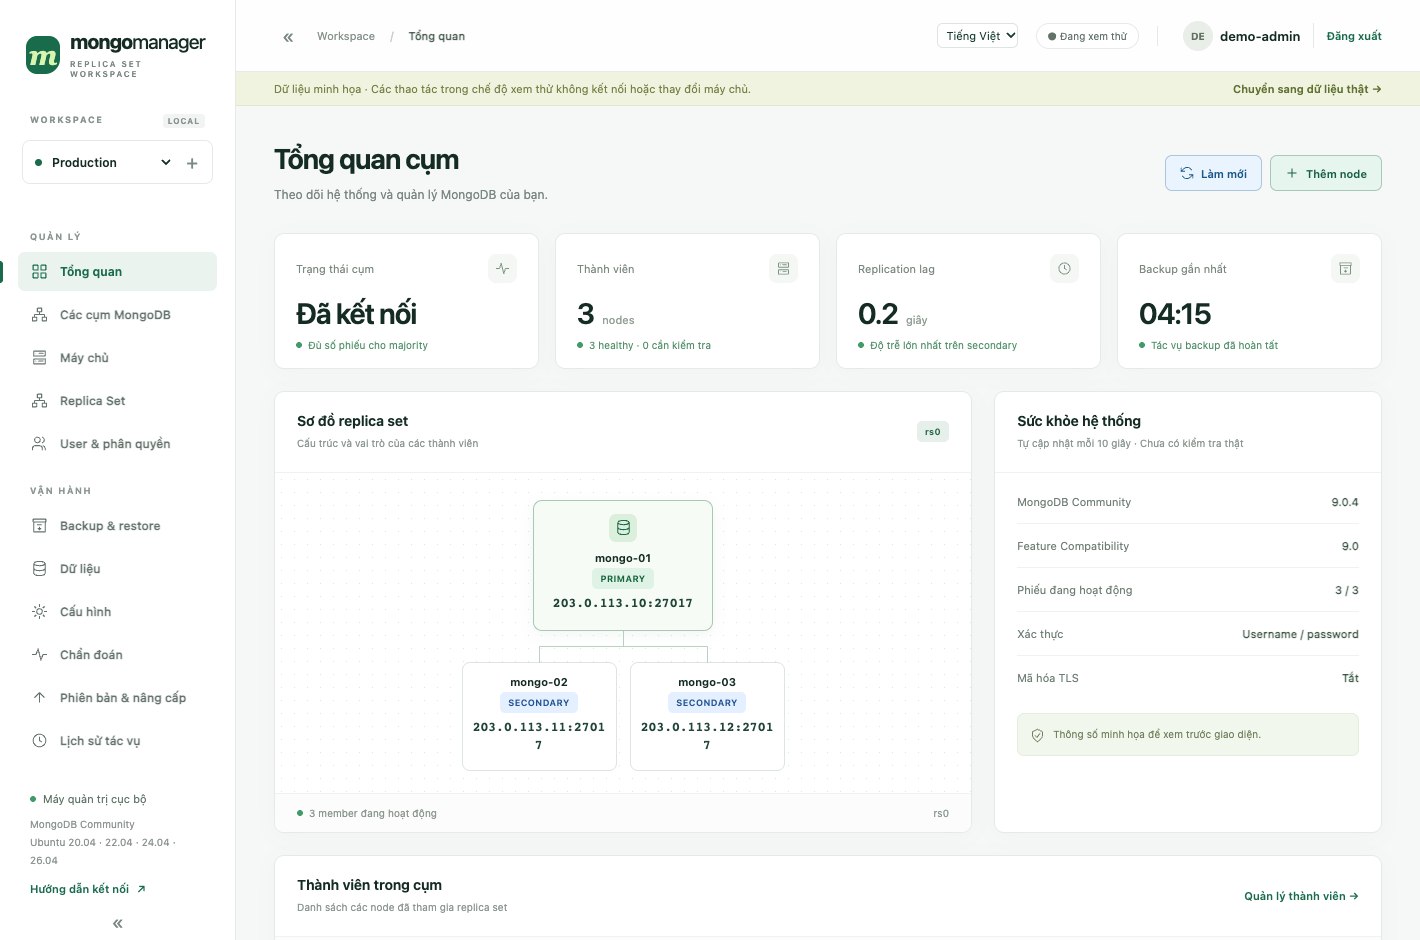 m mongomanager
REPLICA SET
WORKSPACE
WORKSPACE LOCAL
Production
QUẢN LÝ
Tổng quan
Các cụm MongoDB
Máy chủ
Replica Set
User & phân quyền
VẬN HÀNH
Backup & restore
Dữ liệu
Cấu hình
Chẩn đoán
Phiên bản & nâng cấp
Lịch sử tác vụ
Máy quản trị cục bộ
MongoDB Community
Ubuntu 20.04 · 22.04 · 24.04 ·
26.04
Hướng dẫn kết nối ↗
«
« Workspace / Tổng quan
Tiếng Việt
Đang xem thử
DE demo-admin
Đăng xuất
Dữ liệu minh họa · Các thao tác trong chế độ xem thử không kết nối hoặc thay đổi máy chủ.
Chuyển sang dữ liệu thật →
Tổng quan cụm
Theo dõi hệ thống và quản lý MongoDB của bạn.
Làm mới
Thêm node
Trạng thái cụm
Đã kết nối
Đủ số phiếu cho majority
Thành viên
3 nodes
3 healthy · 0 cần kiểm tra
Replication lag
0.2 giây
Độ trễ lớn nhất trên secondary
Backup gần nhất
04:15
Tác vụ backup đã hoàn tất
Sơ đồ replica set
Cấu trúc và vai trò của các thành viên
rs0
mongo-01
PRIMARY
203.0.113.10:27017
mongo-02
SECONDARY
203.0.113.11:2701
7
mongo-03
SECONDARY
203.0.113.12:2701
7
3 member đang hoạt động
rs0
Sức khỏe hệ thống
Tự cập nhật mỗi 10 giây · Chưa có kiểm tra thật
MongoDB Community 9.0.4
Feature Compatibility 9.0
Phiếu đang hoạt động 3 / 3
Xác thực Username / password
Mã hóa TLS Tắt
Thông số minh họa để xem trước giao diện.
Thành viên trong cụm
Danh sách các node đã tham gia replica set
Quản lý thành viên →